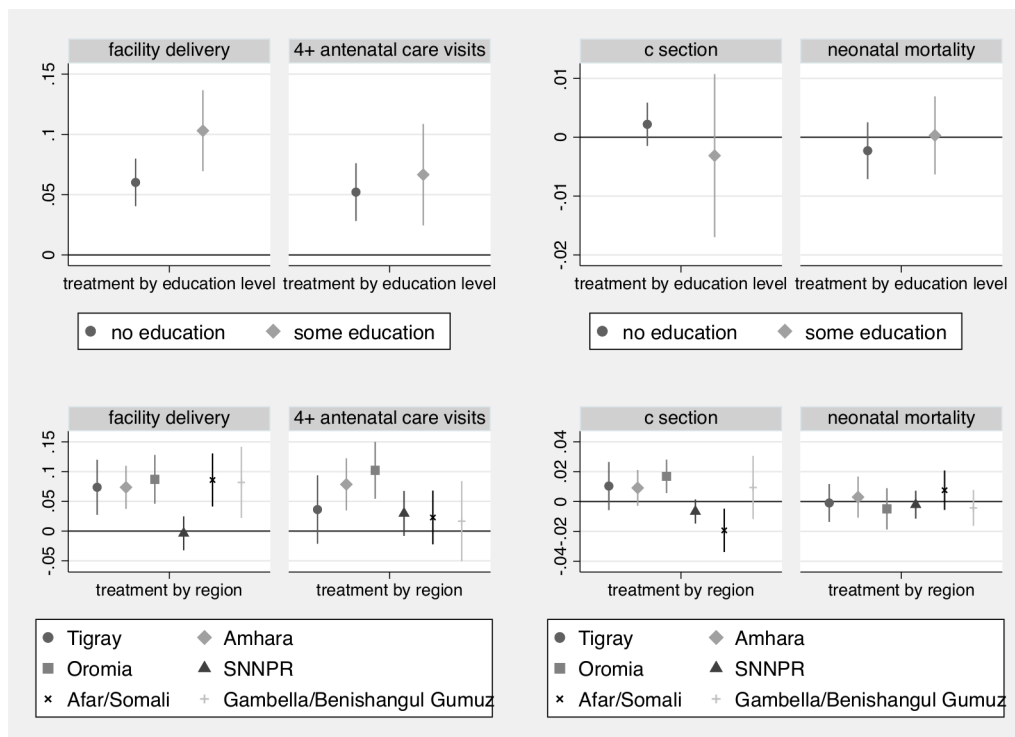 facility delivery
4+ antenatal care visits
.15
.1
.05
0
treatment by education level
treatment by education level
no education
some education
c section
neonatal mortality
.01
0
-.01
-.02
treatment by education level
treatment by education level
no education
some education
facility delivery
4+ antenatal care visits
.15
.1
.05
0
-.05
treatment by region
treatment by region
Tigray
Amhara
Oromia
SNNPR
Afar/Somali
Gambella/Benishangul Gumuz
c section
neonatal mortality
.04
.02
0
-.02
-.04
treatment by region
treatment by region
Tigray
Amhara
Oromia
SNNPR
Afar/Somali
Gambella/Benishangul Gumuz